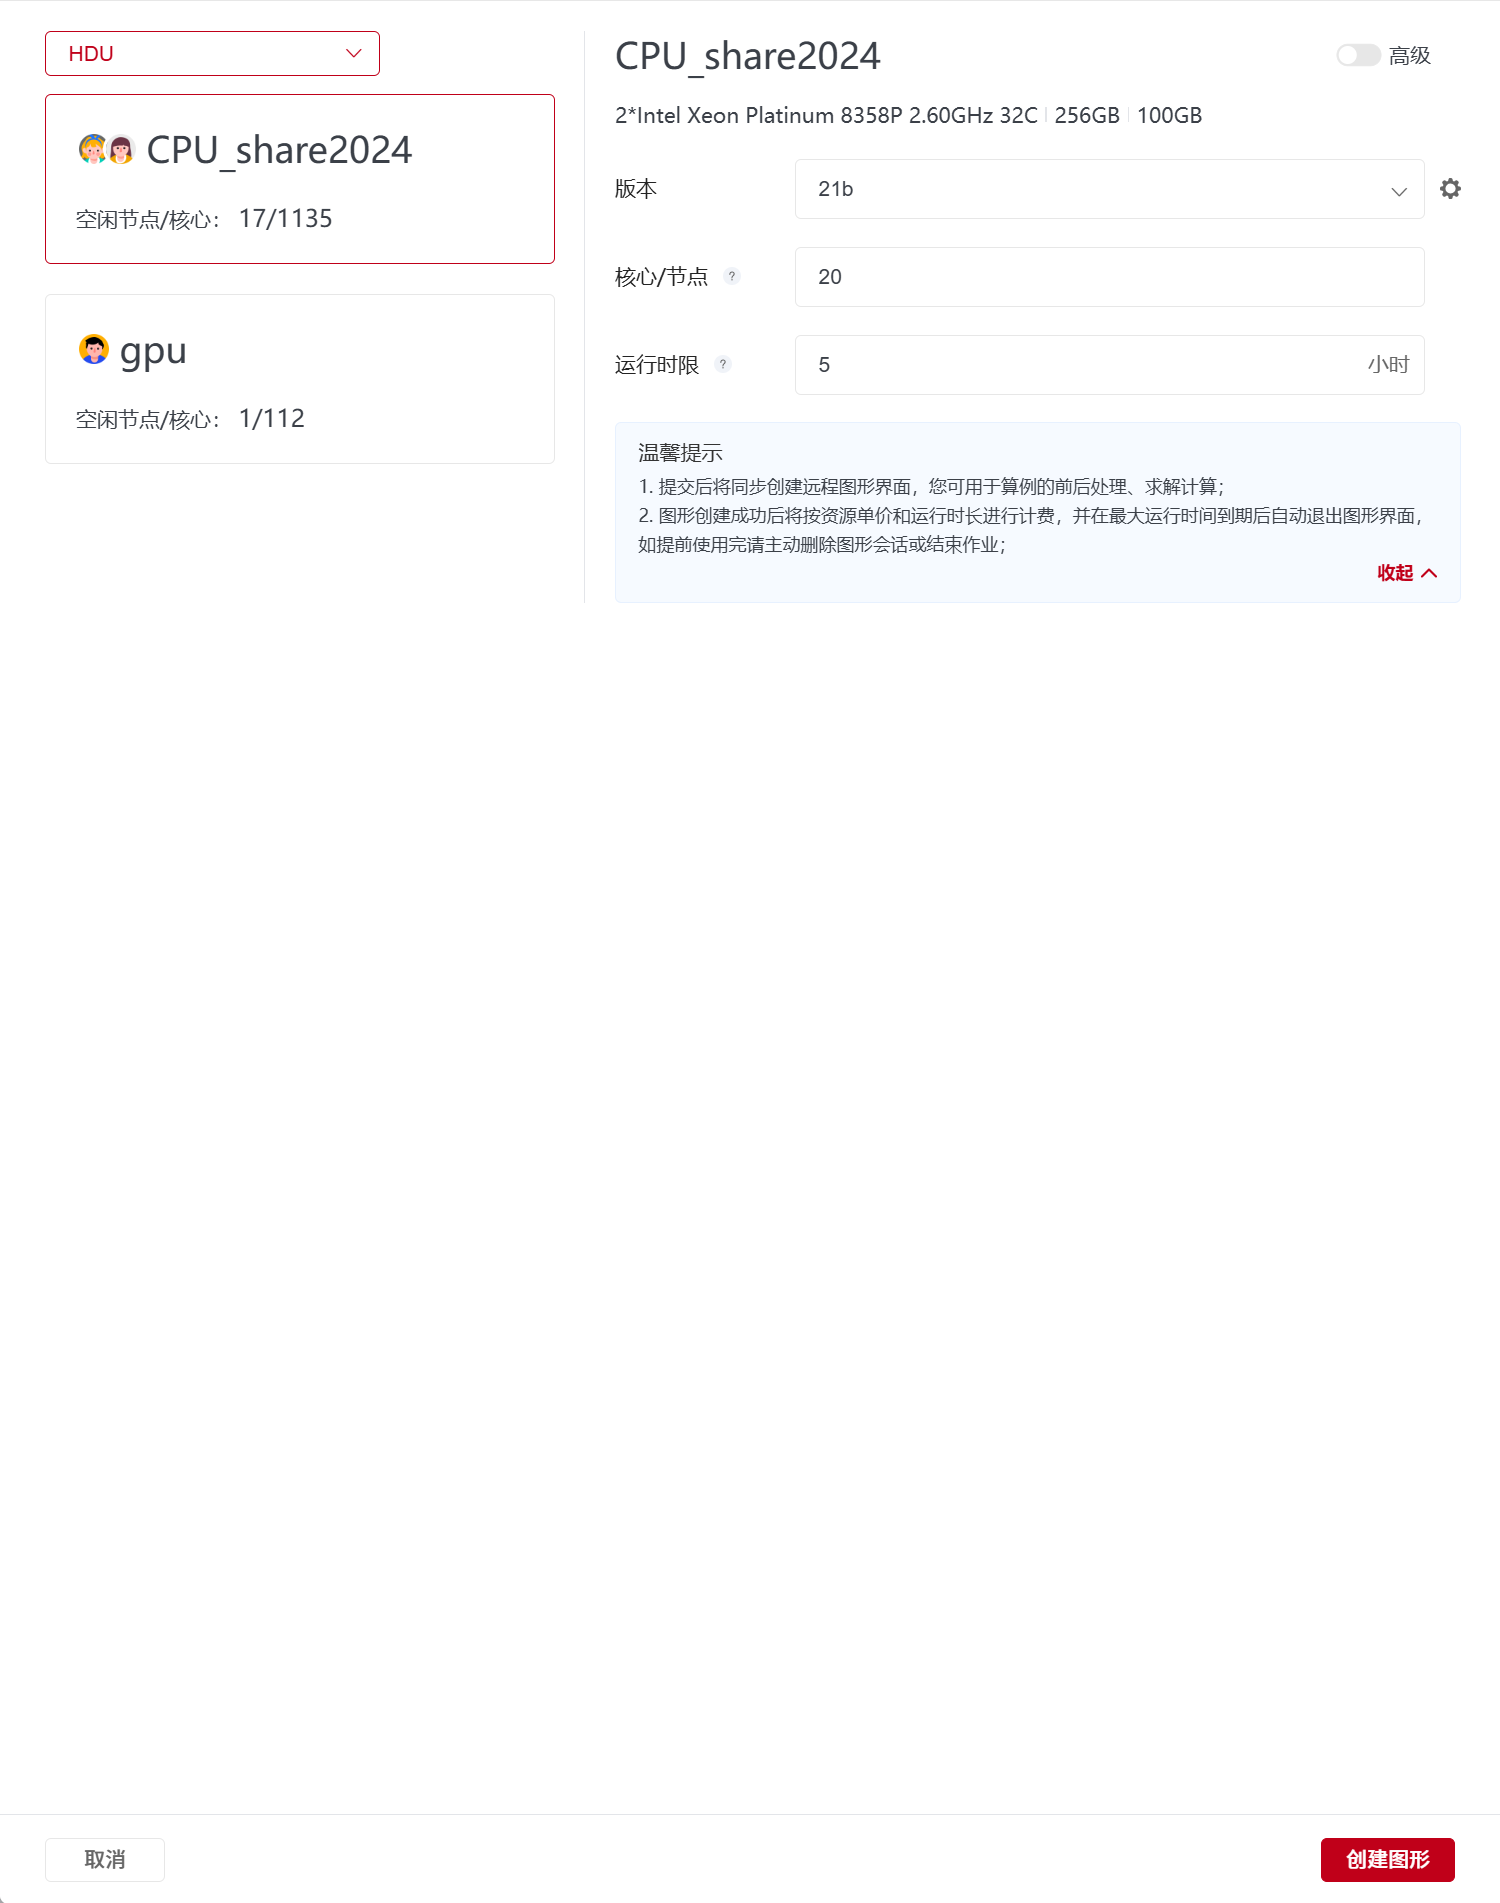 HDU
CPU_share2024
空闲节点/核心： 17/1135
gpu
空闲节点/核心： 1/112
CPU_share2024
高级
2*Intel Xeon Platinum 8358P 2.60GHz 32C | 256GB | 100GB
版本
21b
核心/节点 ?
20
运行时限 ?
5
小时
温馨提示
1. 提交后将同步创建远程图形界面，您可用于算例的前后处理、求解计算；
2. 图形创建成功后将按资源单价和运行时长进行计费，并在最大运行时间到期后自动退出图形界面，
如提前使用完请主动删除图形会话或结束作业；
收起
取消
创建图形